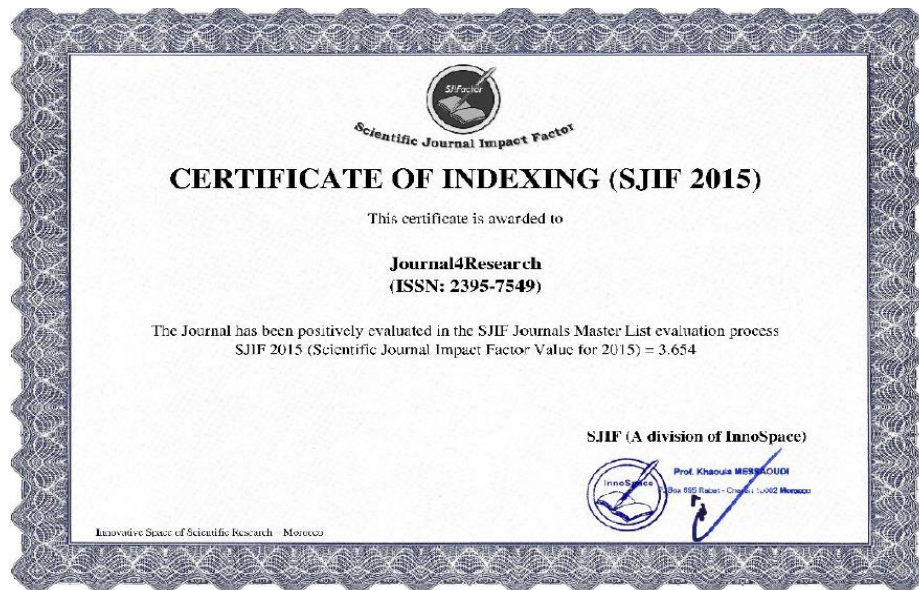 SJIFactor
Scientific Journal Impact Factor
CERTIFICATE OF INDEXING (SJIF 2015)
This certificate is awarded to
Journal4Research
(ISSN: 2395-7549)
The Journal has been positively evaluated in the SJIF Journals Master List evaluation process
SJIF 2015 (Scientific Journal Impact Factor Value for 2015) = 3.654
SJIF (A division of InnoSpace)
InnoSpace
Prof. Khaoula MESSAOUDI
Morocco
Innovative Space of Scientific Research - Morocco